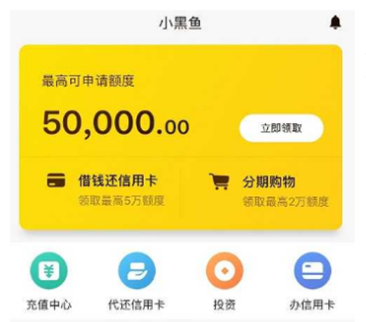 小黑鱼
最高可申请额度
50,000.00
立即领取
借钱还信用卡
领取最高5万额度
分期购物
领取最高2万额度
充值中心
代还信用卡
投资
办信用卡